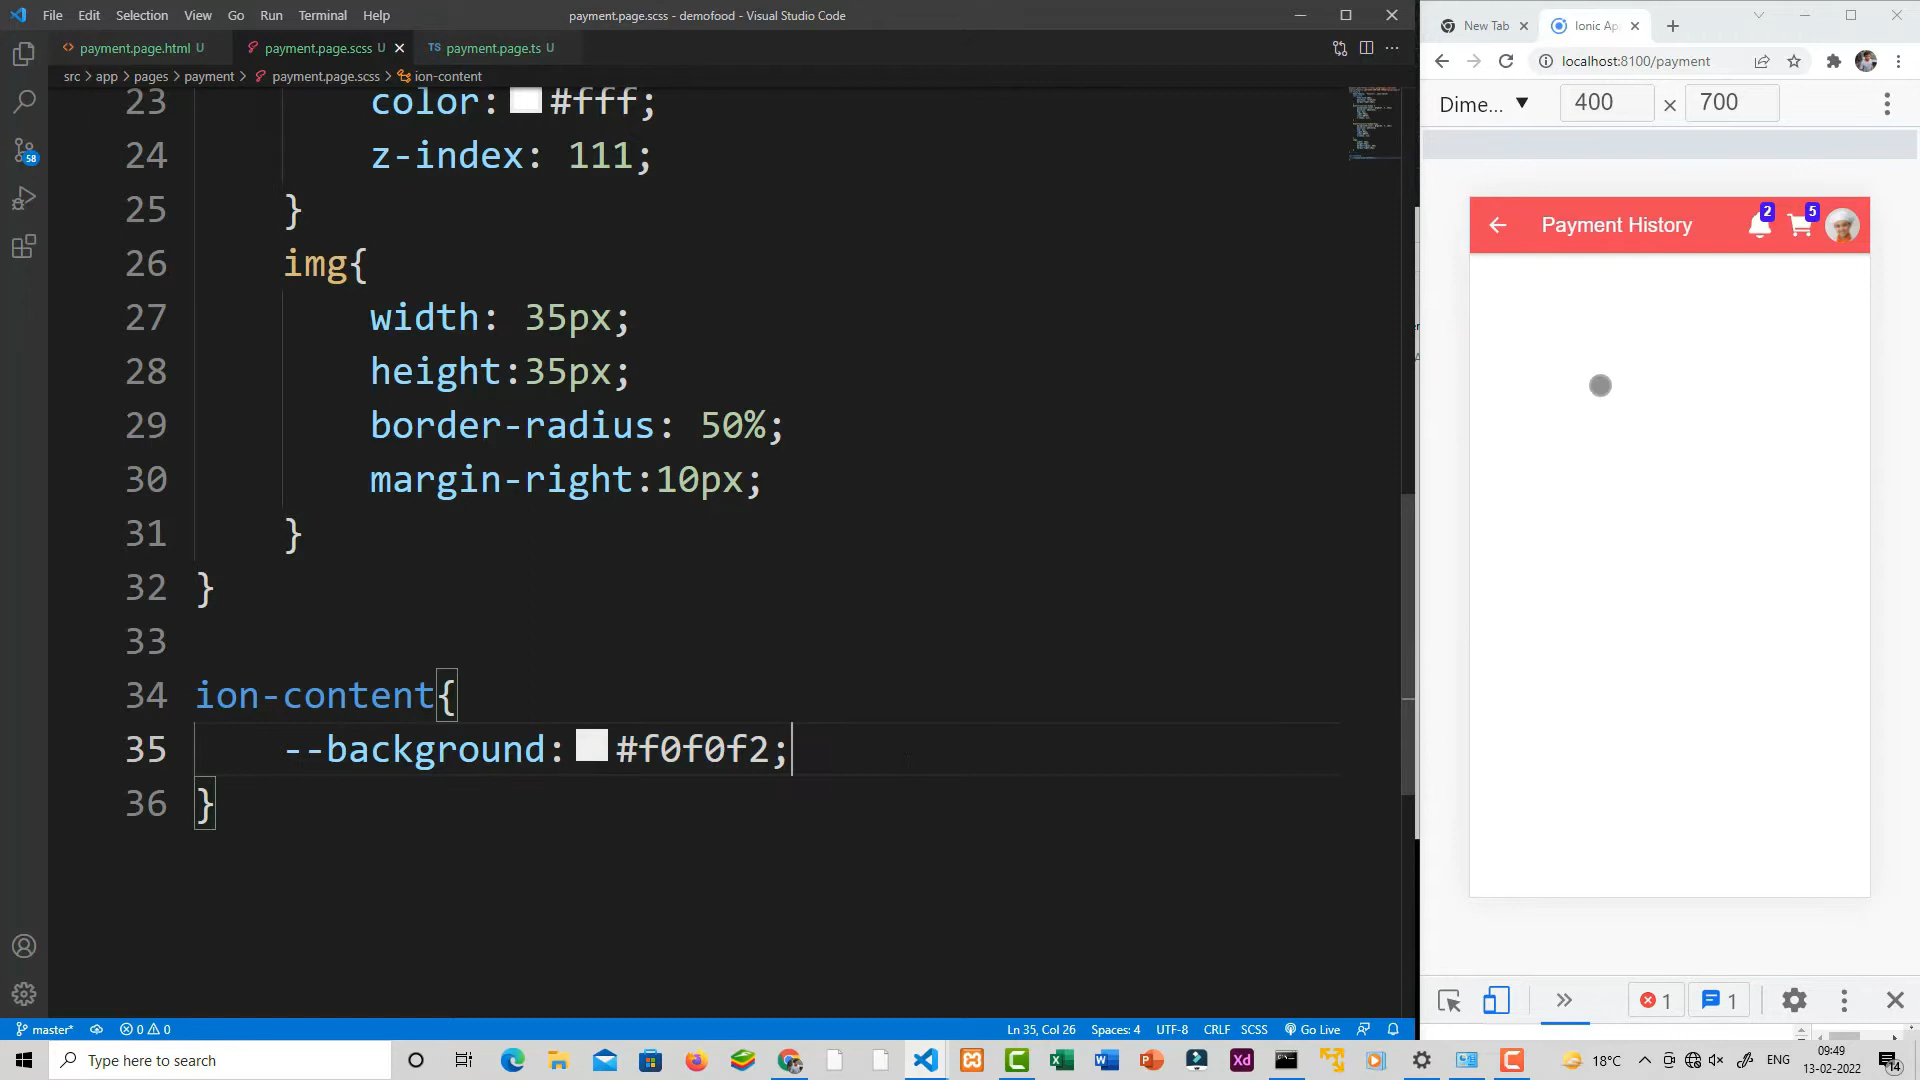 File Edit Selection View Go Run Terminal Help
payment.page.scss - demofood - Visual Studio Code
payment.page.html U
payment.page.scss U
TS payment.page.ts U
src > app > pages > payment > payment.page.scss > ion-content
23 color: #fff;
24 z-index: 111;
25 }
26 img{
27 width: 35px;
28 height:35px;
29 border-radius: 50%;
30 margin-right:10px;
31 }
32 }
33
34 ion-content{
35 --background: #f0f0f2;
36 }
58
master*
0 0
Ln 35, Col 26 Spaces: 4 UTF-8 CRLF SCSS Go Live
New Tab
Ionic Ap
localhost:8100/payment
Dime... 400 × 700
Payment History
2
5
1
1
Type here to search
Xd
18°C
ENG
09:49
13-02-2022
14